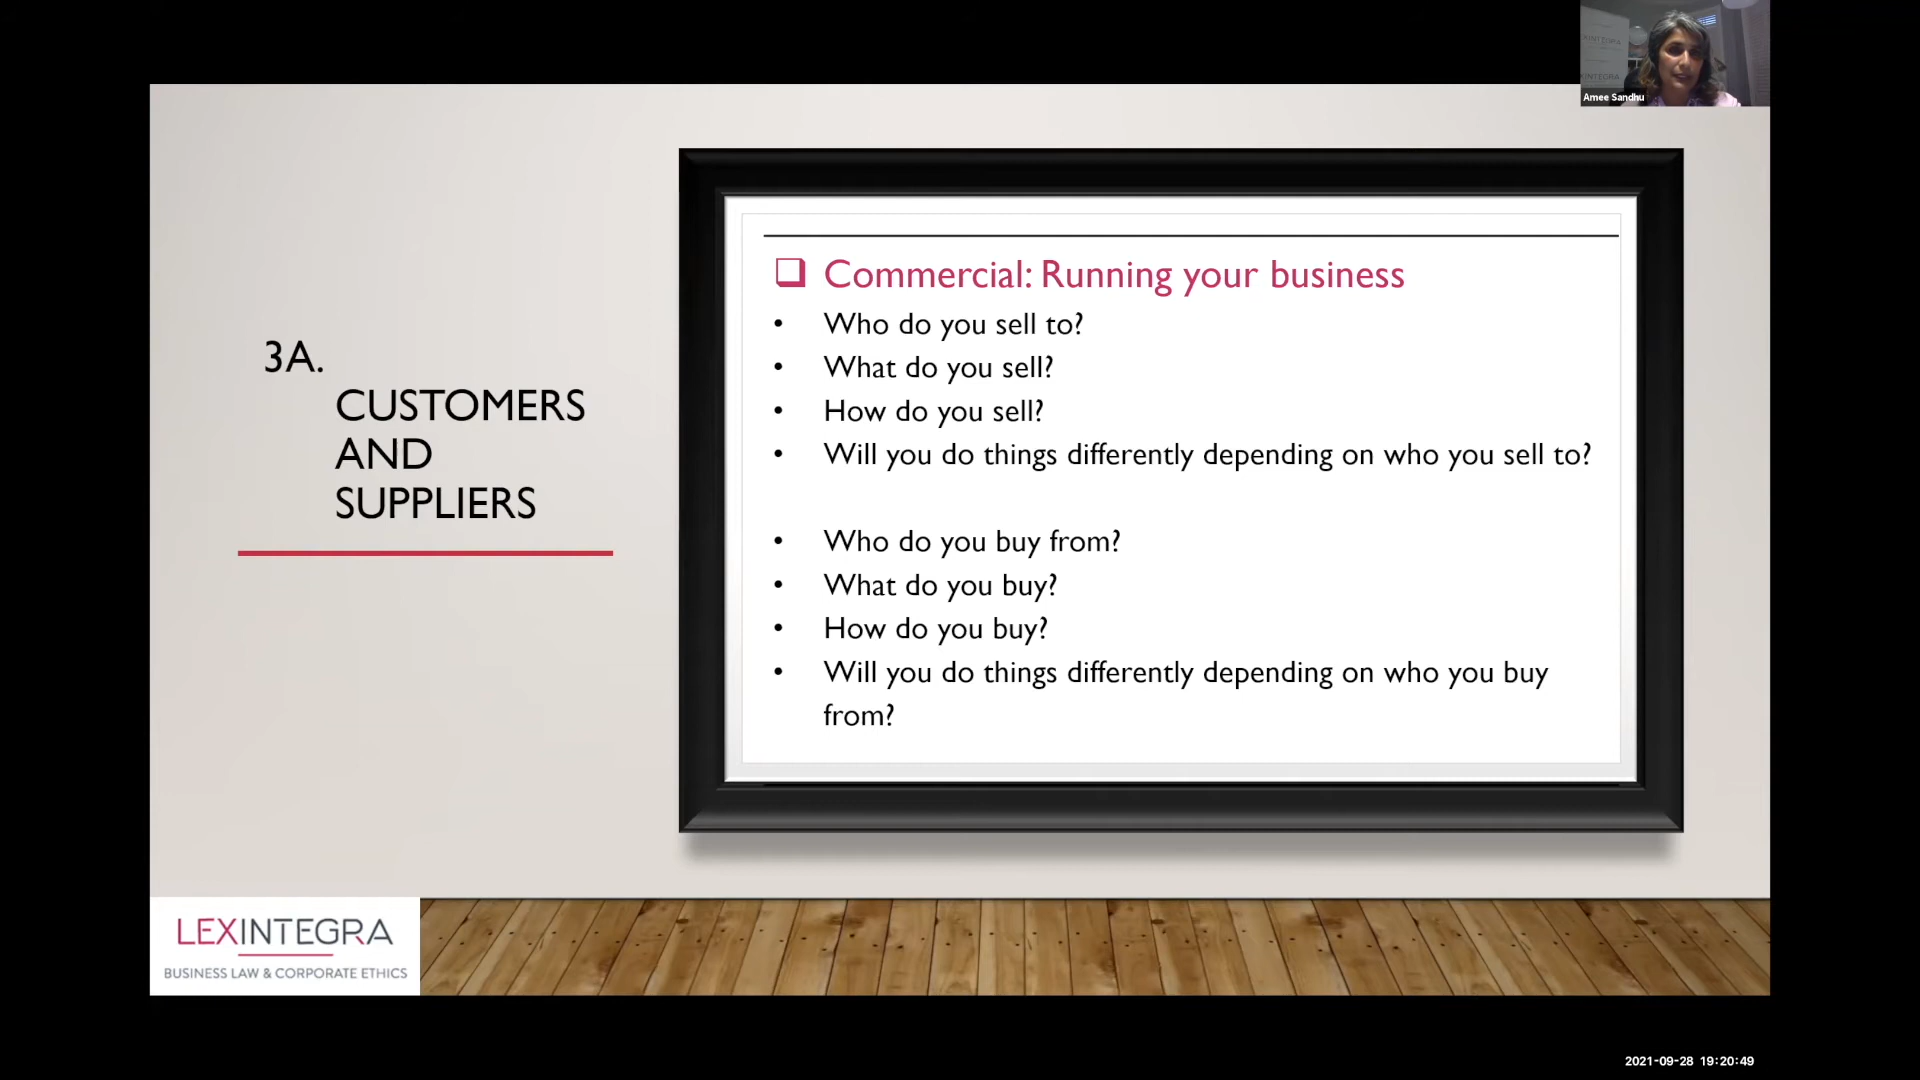 Amee Sandhu
3A.
CUSTOMERS
AND
SUPPLIERS
❑ Commercial: Running your business
• Who do you sell to?
• What do you sell?
• How do you sell?
• Will you do things differently depending on who you sell to?
• Who do you buy from?
• What do you buy?
• How do you buy?
• Will you do things differently depending on who you buy
from?
LEXINTEGRA
BUSINESS LAW & CORPORATE ETHICS
2021-09-28 19:20:49